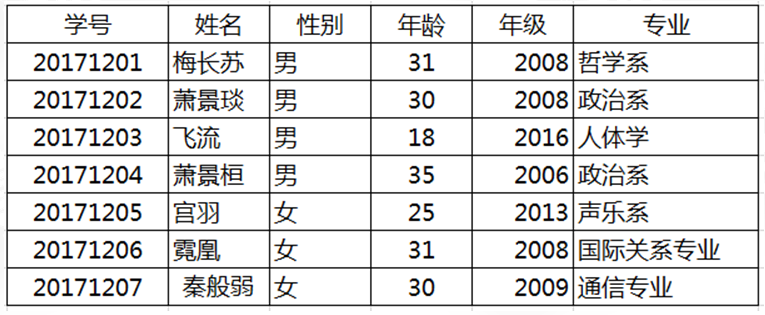 学号 姓名 性别 年龄 年级 专业
20171201 梅长苏 男 31 2008 哲学系
20171202 萧景琰 男 30 2008 政治系
20171203 飞流 男 18 2016 人体学
20171204 萧景桓 男 35 2006 政治系
20171205 宫羽 女 25 2013 声乐系
20171206 霓凰 女 31 2008 国际关系专业
20171207 秦般弱 女 30 2009 通信专业